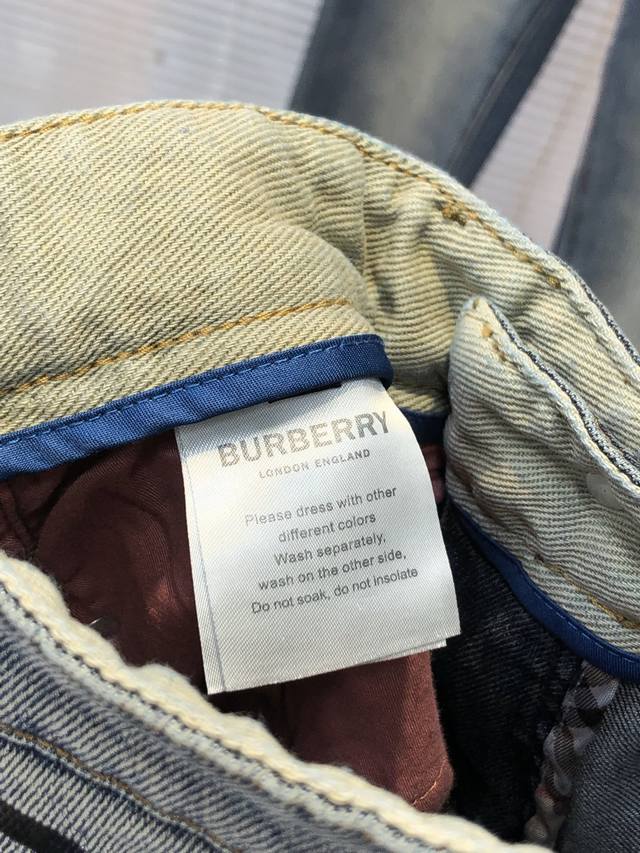 BURBERRY
LONDON ENGLAND
Please dress with other
different colors
Wash separately,
wash on the other side,
Do not soak, do not insolate